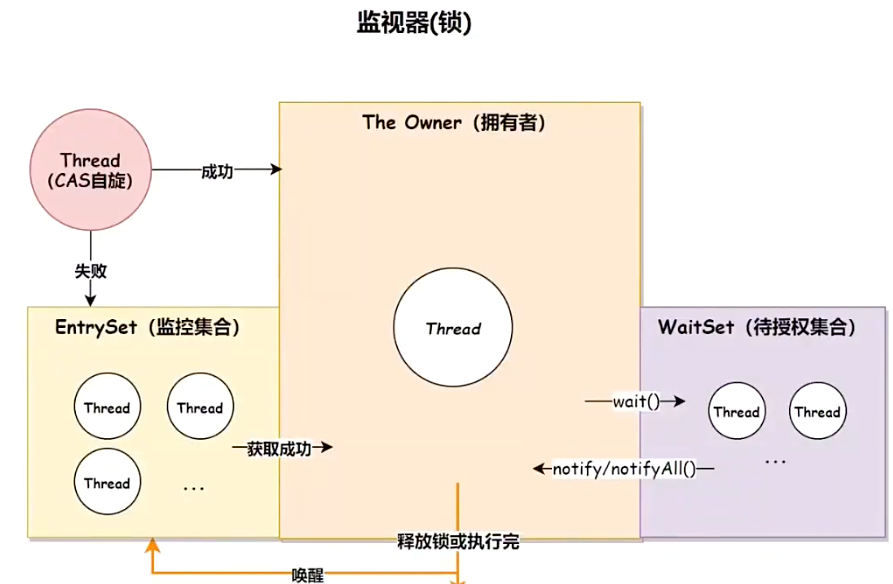 监视器(锁)
The Owner（拥有者）
Thread
(CAS自旋)
成功
失败
EntrySet（监控集合）
Thread
WaitSet（待授权集合）
Thread
Thread
wait()
Thread
Thread
获取成功
notify/notifyAll()
...
Thread
...
释放锁或执行完
唤醒